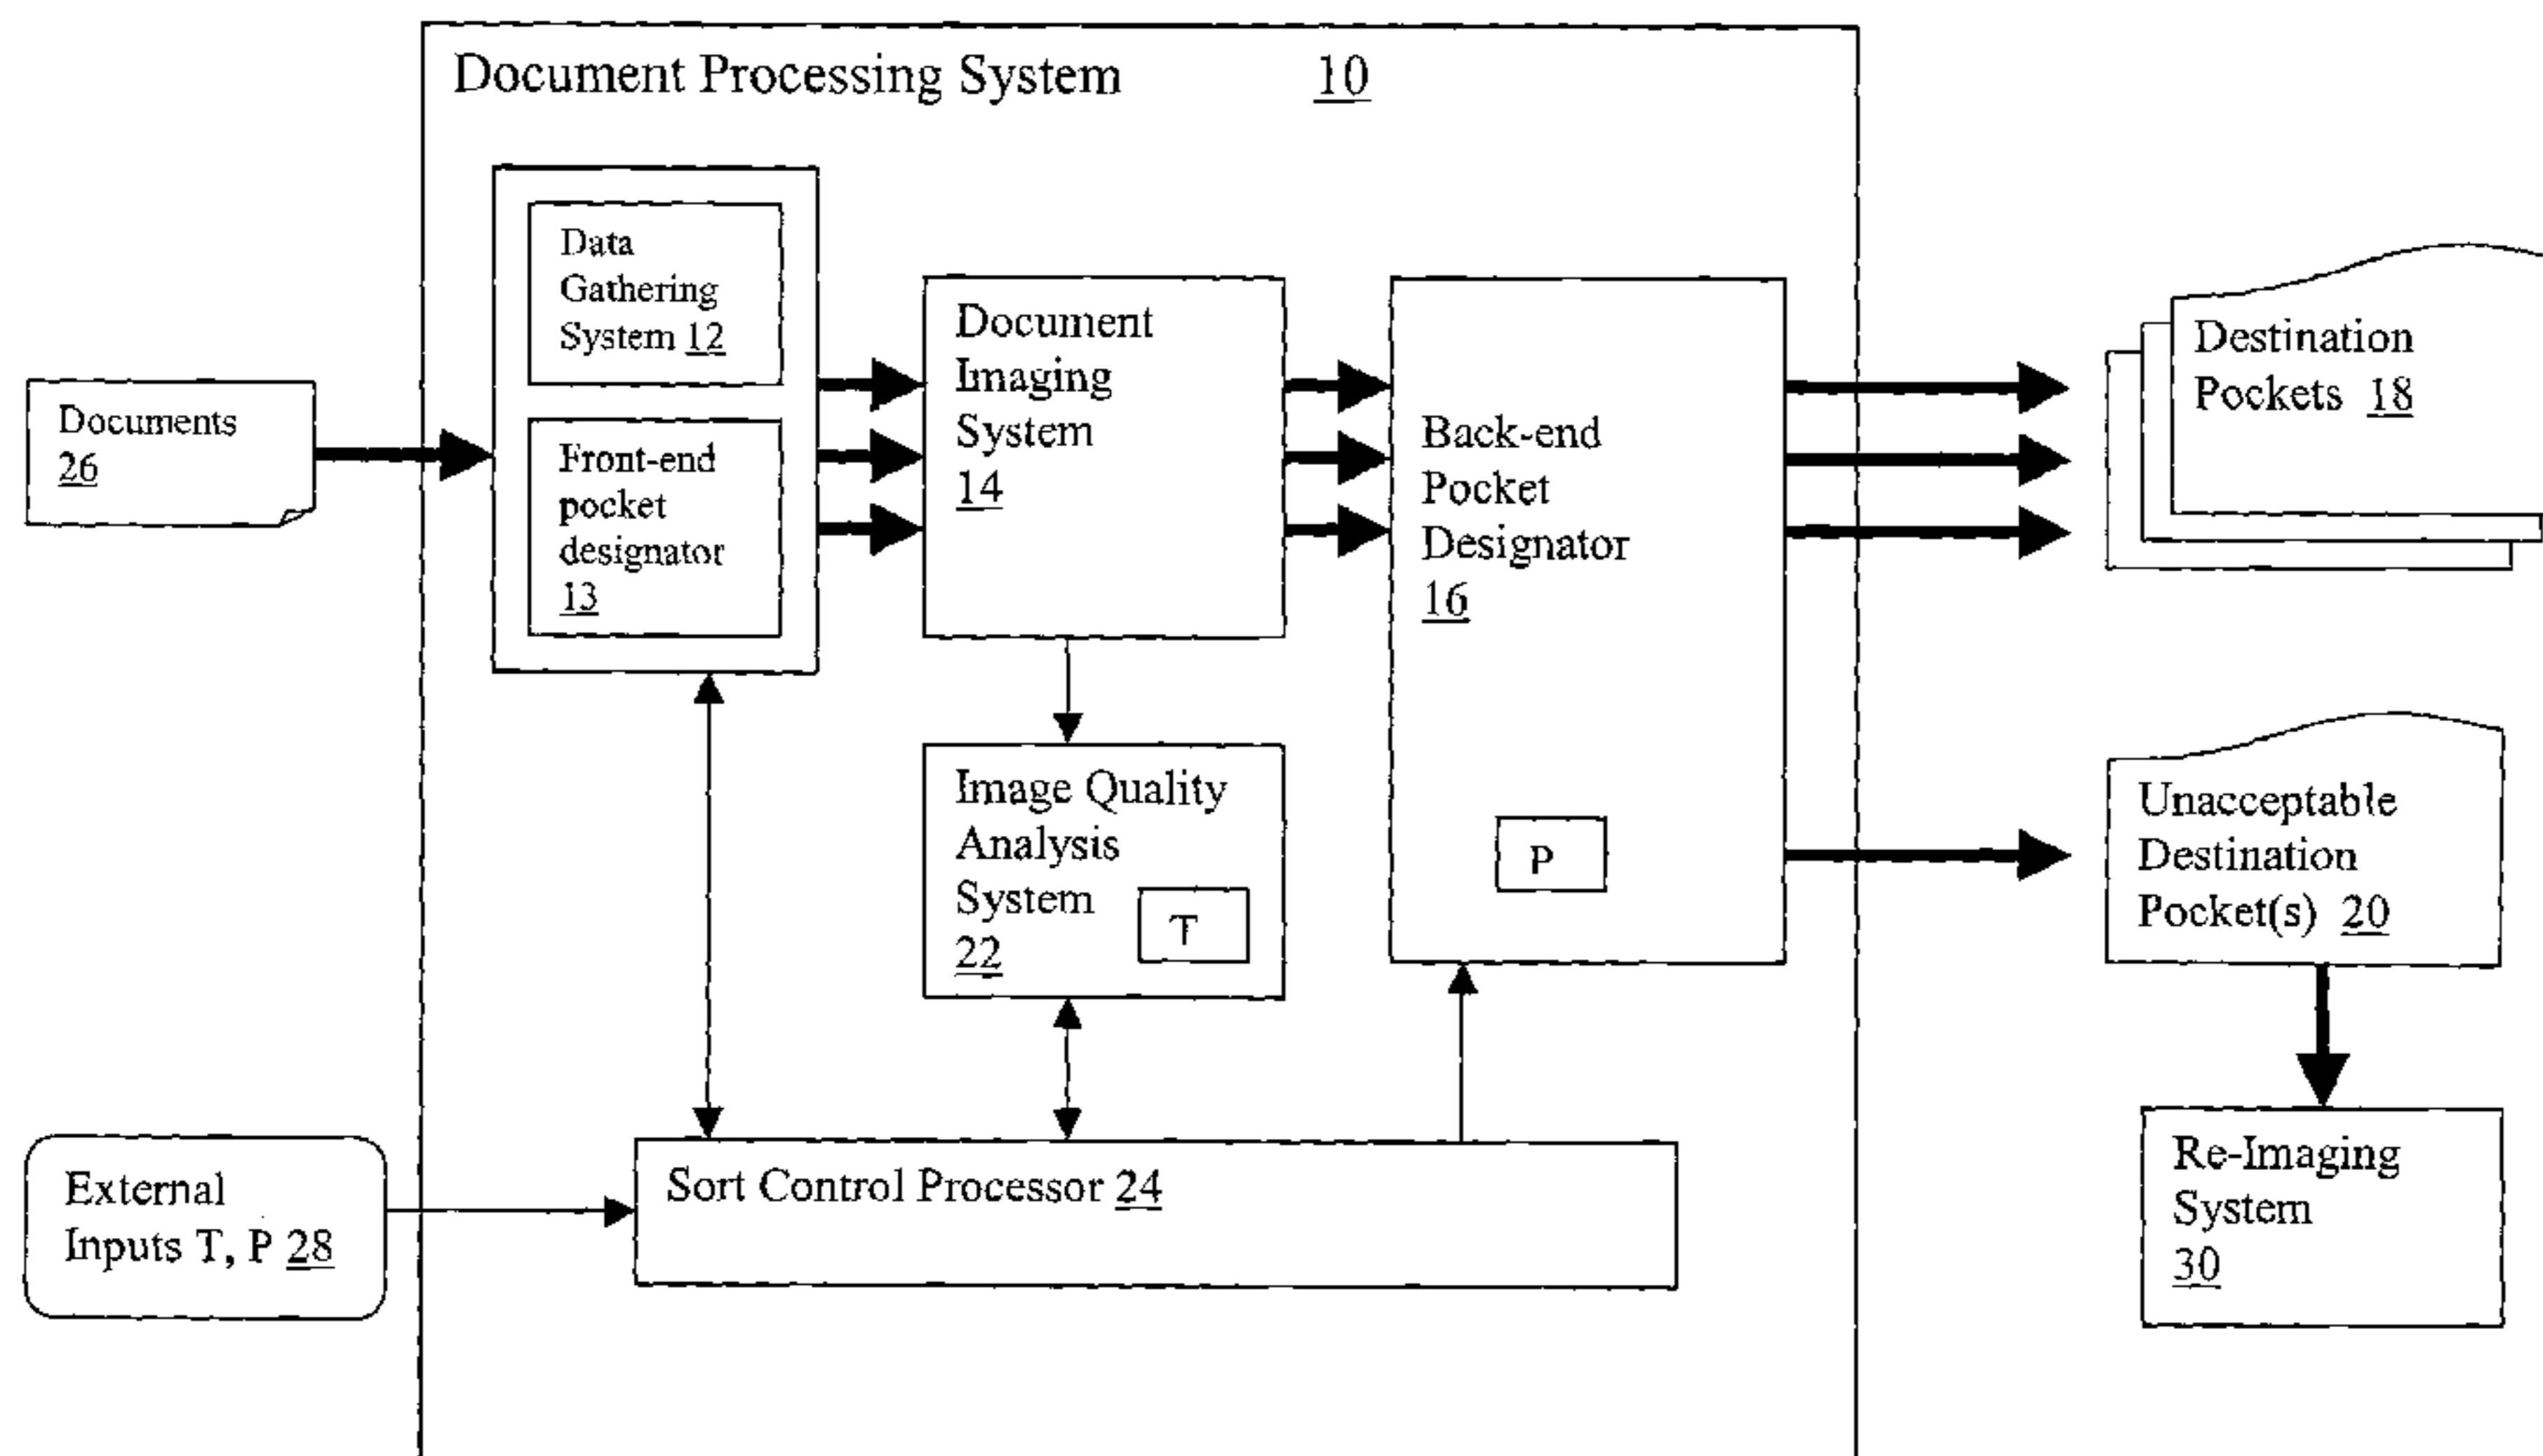 Document Processing System 10
Data
Gathering
System 12
Front-end
pocket
designator
13
Documents
26
Document
Imaging
System
14
Back-end
Pocket
Designator
16
P
Destination
Pockets 18
Image Quality
Analysis
System
22
T
Unacceptable
Destination
Pocket(s) 20
External
Inputs T, P 28
Sort Control Processor 24
Re-Imaging
System
30